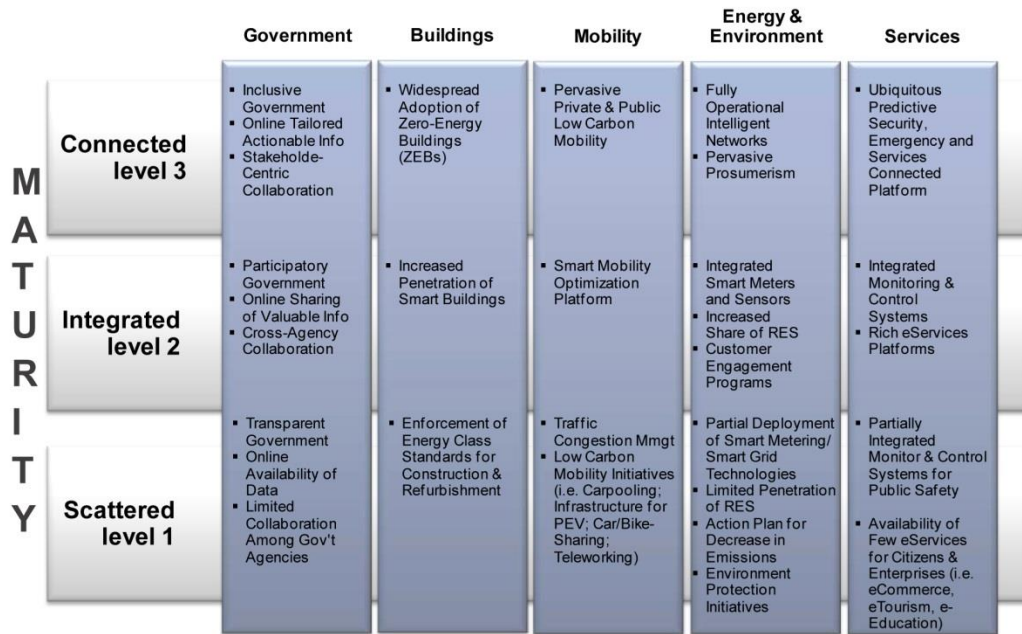 Government
Buildings
Mobility
Energy &
Environment
Services
MATURITY
Connected
level 3
▪ Inclusive
Government
▪ Online Tailored
Actionable Info
▪ Stakeholde-
Centric
Collaboration
▪ Widespread
Adoption of
Zero-Energy
Buildings
(ZEBs)
▪ Pervasive
Private & Public
Low Carbon
Mobility
▪ Fully
Operational
Intelligent
Networks
▪ Pervasive
Prosumerism
▪ Ubiquitous
Predictive
Security,
Emergency and
Services
Connected
Platform
Integrated
level 2
▪ Participatory
Government
▪ Online Sharing
of Valuable Info
▪ Cross-Agency
Collaboration
▪ Increased
Penetration of
Smart Buildings
▪ Smart Mobility
Optimization
Platform
▪ Integrated
Smart Meters
and Sensors
▪ Increased
Share of RES
▪ Customer
Engagement
Programs
▪ Integrated
Monitoring &
Control
Systems
▪ Rich eServices
Platforms
Scattered
level 1
▪ Transparent
Government
▪ Online
Availability of
Data
▪ Limited
Collaboration
Among Gov't
Agencies
▪ Enforcement of
Energy Class
Standards for
Construction &
Refurbishment
▪ Traffic
Congestion Mmgt
▪ Low Carbon
Mobility Initiatives
(i.e. Carpooling;
Infrastructure for
PEV; Car/Bike-
Sharing;
Teleworking)
▪ Partial Deployment
of Smart Metering/
Smart Grid
Technologies
▪ Limited Penetration
of RES
▪ Action Plan for
Decrease in
Emissions
▪ Environment
Protection
Initiatives
▪ Partially
Integrated
Monitor & Control
Systems for
Public Safety
▪ Availability of
Few eServices
for Citizens &
Enterprises (i.e.
eCommerce,
eTourism, e-
Education)